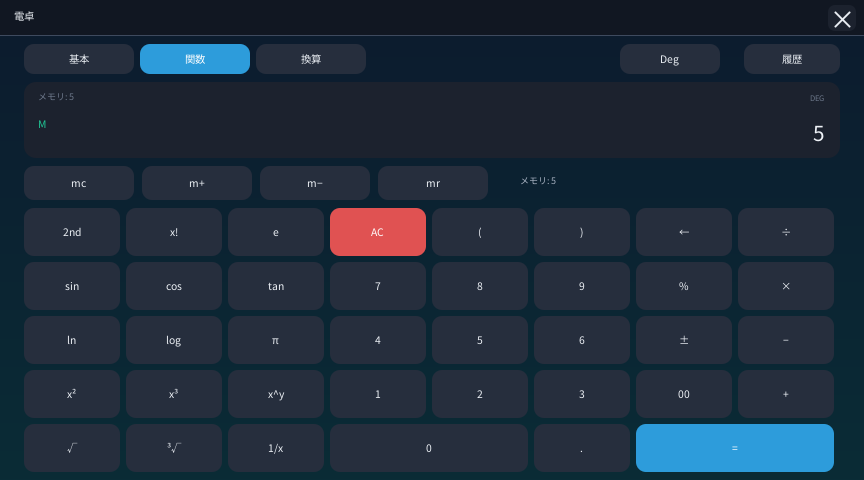 電卓
基本 関数 換算 Deg 履歴
メモリ: 5 DEG
M
5
mc m+ m− mr メモリ: 5
2nd x! e AC ( ) ← ÷
sin cos tan 7 8 9 % ×
ln log π 4 5 6 ± −
x² x³ x^y 1 2 3 00 +
√‾ ³√‾ 1/x 0 . =